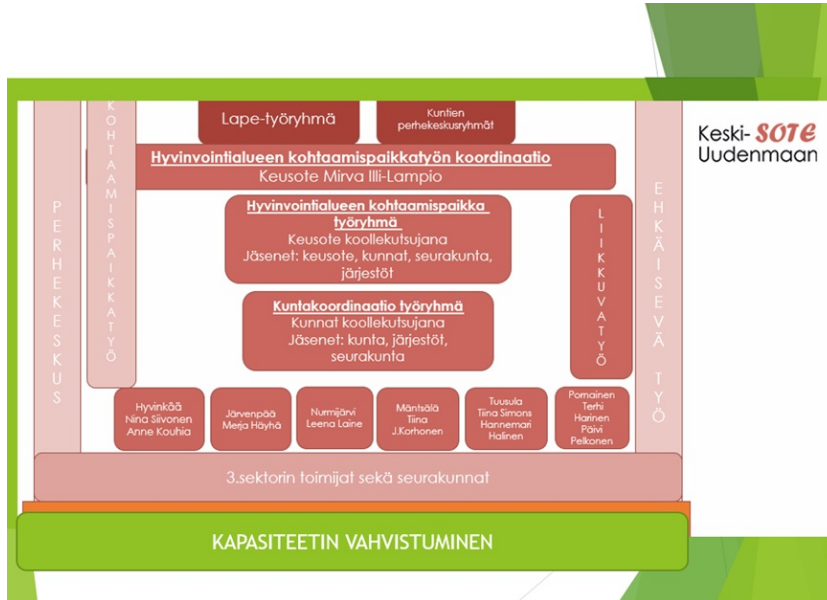 Lape-työryhmä
Kuntien
perhekeskusryhmät
Keski- SOTE
Uudenmaan
Hyvinvointialueen kohtaamispaikkatyön koordinaatio
Keusote Mirva Illi-Lampio
PERHEKESKUS
KOHTAAMISPAIKKATYÖ
Hyvinvointialueen kohtaamispaikka
työryhmä
Keusote koollekutsujana
Jäsenet: keusote, kunnat, seurakunta,
järjestöt
LIIKKUVATYÖ
EHKÄISEVÄ TYÖ
Kuntakoordinaatio työryhmä
Kunnat koollekutsujana
Jäsenet: kunta, järjestöt,
seurakunta
Hyvinkää
Nina Siivonen
Anne Kouhia
Järvenpää
Merja Häyhä
Nurmijärvi
Leena Laine
Mäntsälä
Tiina
J.Korhonen
Tuusula
Tiina Simons
Hannemari
Halinen
Pornainen
Terhi
Harinen
Päivi
Pelkonen
3.sektorin toimijat sekä seurakunnat
KAPASITEETIN VAHVISTUMINEN